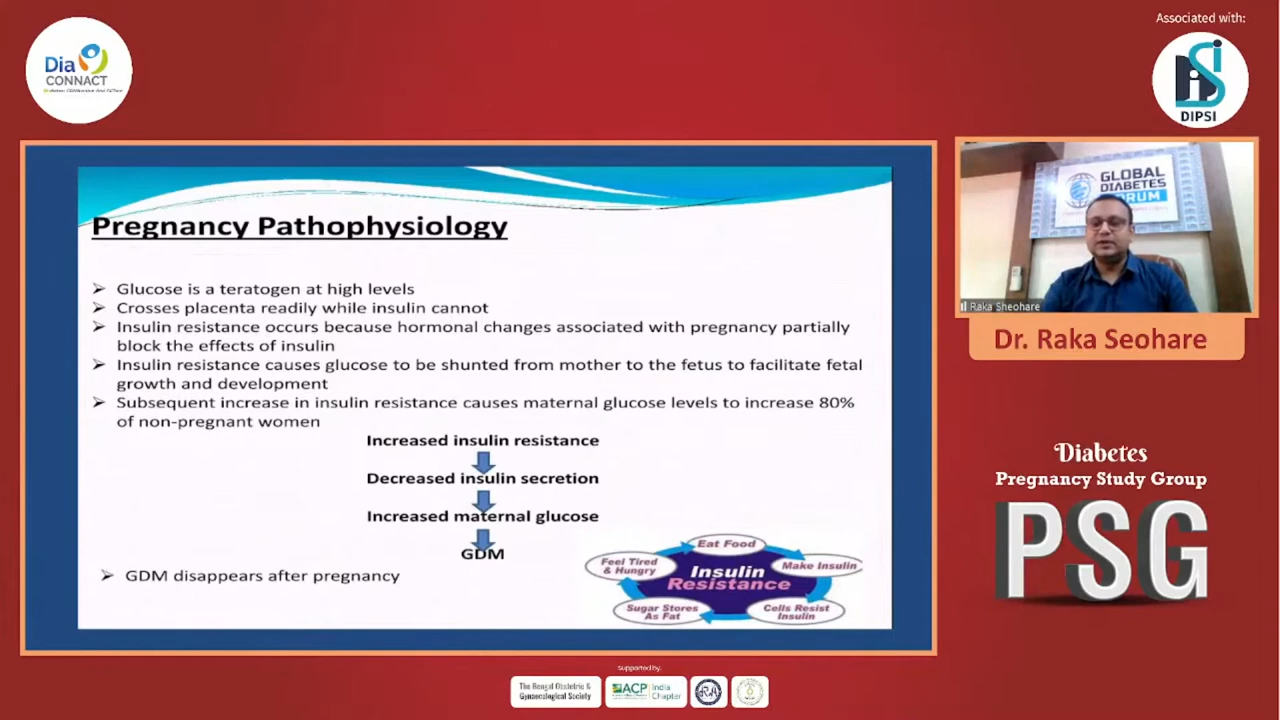 Associated with:
Dia
CONNACT
DIPSI
GLOBAL
DIABETES
FORUM
Raka Sheohare
Dr. Raka Seohare
Pregnancy Pathophysiology
➢ Glucose is a teratogen at high levels
➢ Crosses placenta readily while insulin cannot
➢ Insulin resistance occurs because hormonal changes associated with pregnancy partially
block the effects of insulin
➢ Insulin resistance causes glucose to be shunted from mother to the fetus to facilitate fetal
growth and development
➢ Subsequent increase in insulin resistance causes maternal glucose levels to increase 80%
of non-pregnant women
Increased insulin resistance
Decreased insulin secretion
Increased maternal glucose
GDM
➢ GDM disappears after pregnancy
Eat Food
Make Insulin
Cells Resist
Insulin
Sugar Stores
As Fat
Feel Tired
& Hungry
Insulin
Resistance
Diabetes
Pregnancy Study Group
PSG
Supported by:
The Bengal Obstetric &
Gynaecological Society
ACP
India
Chapter